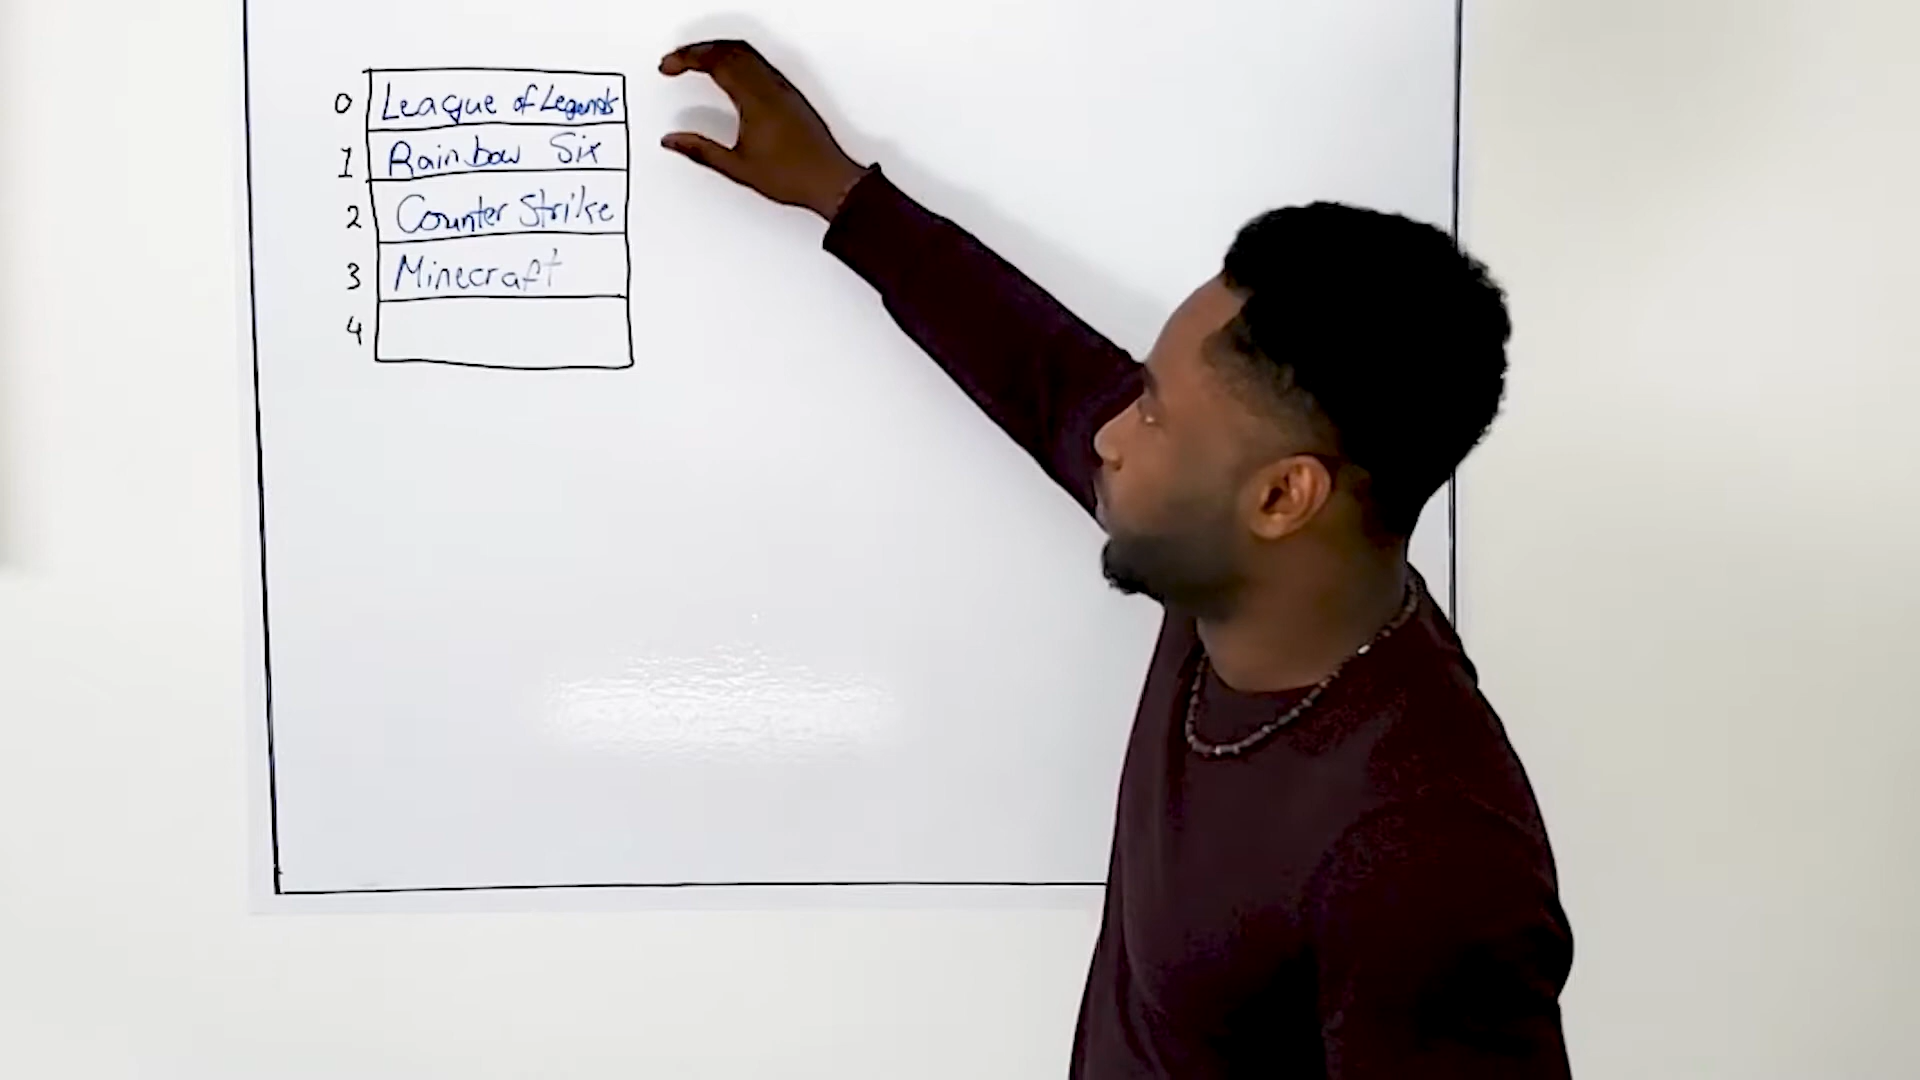 0 League of Legends
1 Rainbow Six
2 Counter Strike
3 Minecraft
4